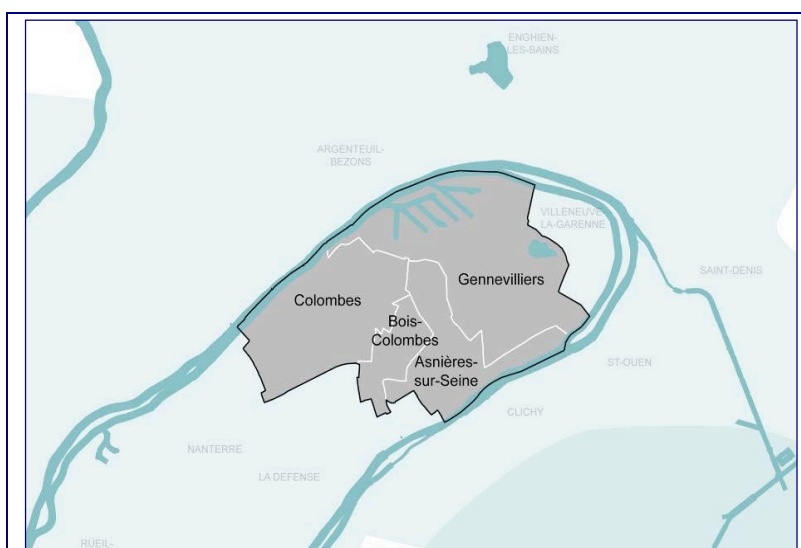 ENGHIEN-
LES-BAINS
ARGENTEUIL-
BEZONS
VILLENEUVE-
LA-GARENNE
SAINT-DENIS
Gennevilliers
Colombes
Bois-
Colombes
Asnières-
sur-Seine
ST-OUEN
CLICHY
NANTERRE
LA DEFENSE
RUEIL-